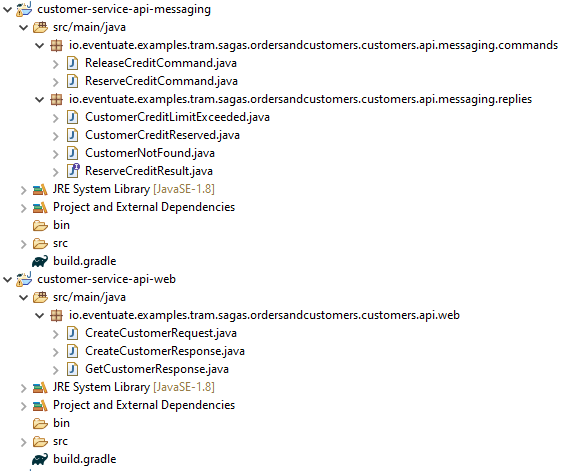 customer-service-api-messaging
src/main/java
io.eventuate.examples.tram.sagas.ordersandcustomers.customers.api.messaging.commands
ReleaseCreditCommand.java
ReserveCreditCommand.java
io.eventuate.examples.tram.sagas.ordersandcustomers.customers.api.messaging.replies
CustomerCreditLimitExceeded.java
CustomerCreditReserved.java
CustomerNotFound.java
ReserveCreditResult.java
JRE System Library [JavaSE-1.8]
Project and External Dependencies
bin
src
build.gradle
customer-service-api-web
src/main/java
io.eventuate.examples.tram.sagas.ordersandcustomers.customers.api.web
CreateCustomerRequest.java
CreateCustomerResponse.java
GetCustomerResponse.java
JRE System Library [JavaSE-1.8]
Project and External Dependencies
bin
src
build.gradle